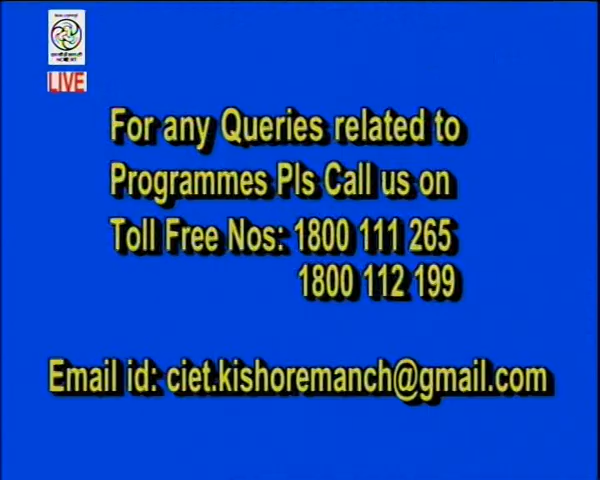 LIVE
For any Queries related to
Programmes Pls Call us on
Toll Free Nos: 1800 111 265
1800 112 199
Email id: ciet.kishoremanch@gmail.com